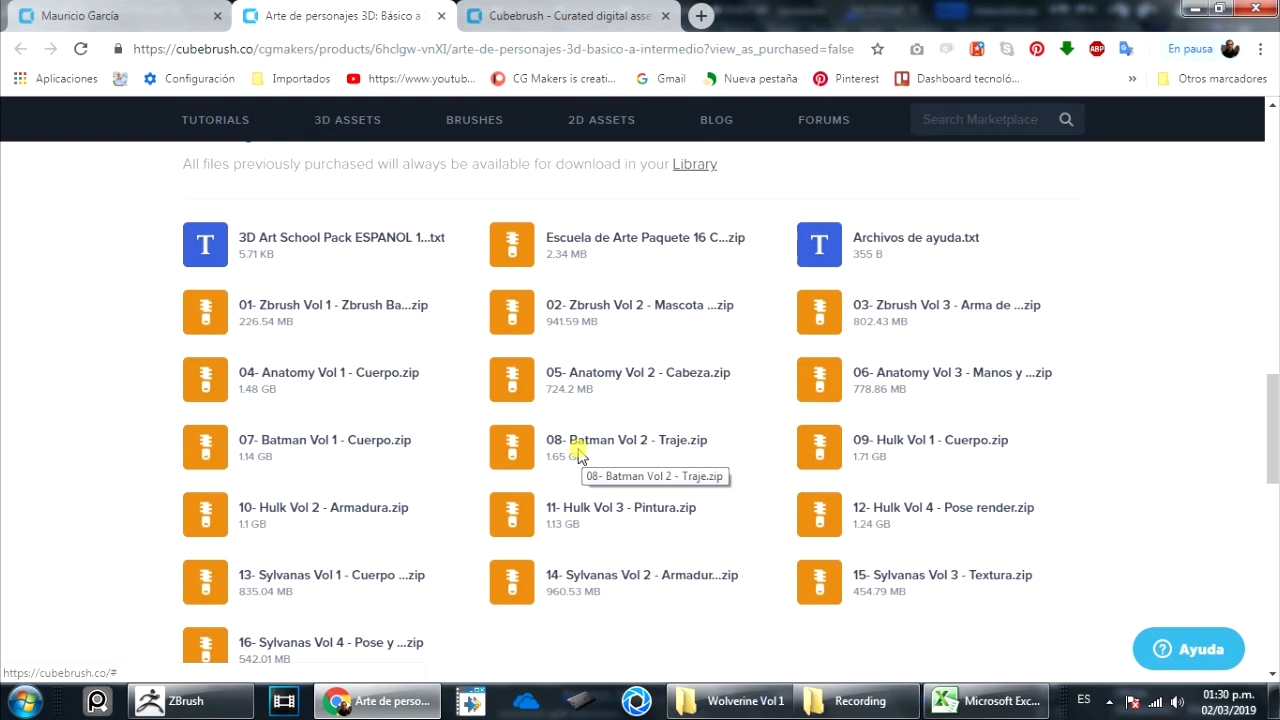 Mauricio García
Arte de personajes 3D: Básico a
Cubebrush - Curated digital asse
https://cubebrush.co/cgmakers/products/6hclgw-vnXI/arte-de-personajes-3d-basico-a-intermedio?view_as_purchased=false
ABP
En pausa
Aplicaciones
Configuración
Importados
https://www.youtub...
CG Makers is creati...
Gmail
Nueva pestaña
Pinterest
Dashboard tecnoló...
»
Otros marcadores
TUTORIALS
3D ASSETS
BRUSHES
2D ASSETS
BLOG
FORUMS
Search Marketplace
All files previously purchased will always be available for download in your Library
3D Art School Pack ESPANOL 1...txt
5.71 KB
Escuela de Arte Paquete 16 C...zip
2.34 MB
Archivos de ayuda.txt
355 B
01- Zbrush Vol 1 - Zbrush Ba...zip
226.54 MB
02- Zbrush Vol 2 - Mascota ...zip
941.59 MB
03- Zbrush Vol 3 - Arma de ...zip
802.43 MB
04- Anatomy Vol 1 - Cuerpo.zip
1.48 GB
05- Anatomy Vol 2 - Cabeza.zip
724.2 MB
06- Anatomy Vol 3 - Manos y ...zip
778.86 MB
07- Batman Vol 1 - Cuerpo.zip
1.14 GB
08- Batman Vol 2 - Traje.zip
1.65 G
09- Hulk Vol 1 - Cuerpo.zip
1.71 GB
08- Batman Vol 2 - Traje.zip
10- Hulk Vol 2 - Armadura.zip
1.1 GB
11- Hulk Vol 3 - Pintura.zip
1.13 GB
12- Hulk Vol 4 - Pose render.zip
1.24 GB
13- Sylvanas Vol 1 - Cuerpo ...zip
835.04 MB
14- Sylvanas Vol 2 - Armadur...zip
960.53 MB
15- Sylvanas Vol 3 - Textura.zip
454.79 MB
16- Sylvanas Vol 4 - Pose y ...zip
542.01 MB
Ayuda
https://cubebrush.co/#
ZBrush
Arte de perso...
Wolverine Vol 1
Recording
Microsoft Exc...
ES
01:30 p.m.
02/03/2019